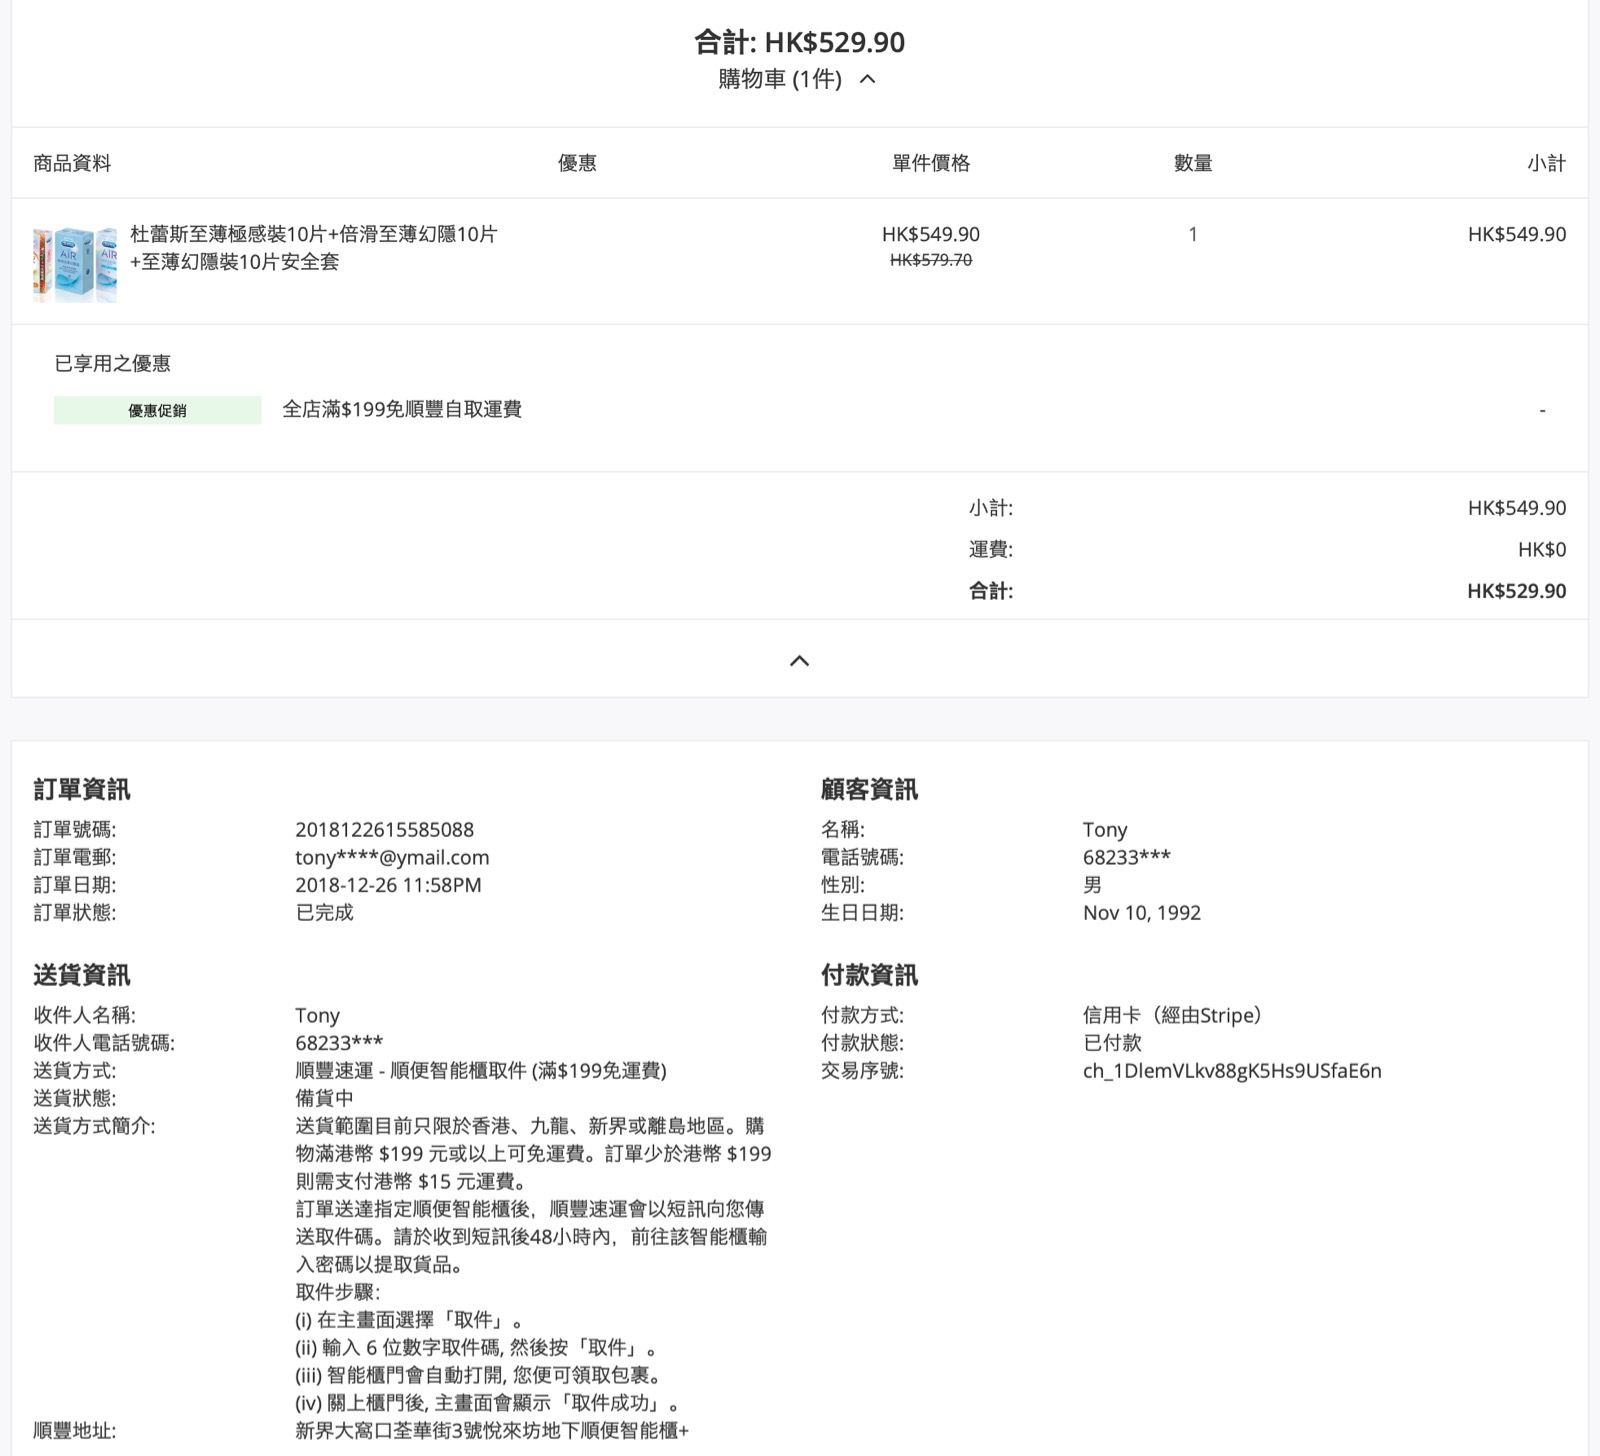 合計: HK$529.90
購物車 (1件)
商品資料 優惠 單件價格 數量 小計
杜蕾斯至薄極感裝10片+倍滑至薄幻隱10片 HK$549.90 1 HK$549.90
+至薄幻隱裝10片安全套 HK$579.70
AIR AIR
已享用之優惠
優惠促銷 全店滿$199免順豐自取運費 -
小計: HK$549.90
運費: HK$0
合計: HK$529.90
訂單資訊
訂單號碼: 2018122615585088
訂單電郵: tony****@ymail.com
訂單日期: 2018-12-26 11:58PM
訂單狀態: 已完成
顧客資訊
名稱: Tony
電話號碼: 68233***
性別: 男
生日日期: Nov 10, 1992
送貨資訊
收件人名稱: Tony
收件人電話號碼: 68233***
送貨方式: 順豐速運 - 順便智能櫃取件 (滿$199免運費)
送貨狀態: 備貨中
送貨方式簡介: 送貨範圍目前只限於香港、九龍、新界或離島地區。購
物滿港幣 $199 元或以上可免運費。訂單少於港幣 $199
則需支付港幣 $15 元運費。
訂單送達指定順便智能櫃後，順豐速運會以短訊向您傳
送取件碼。請於收到短訊後48小時內，前往該智能櫃輸
入密碼以提取貨品。
取件步驟:
(i) 在主畫面選擇「取件」。
(ii) 輸入 6 位數字取件碼, 然後按「取件」。
(iii) 智能櫃門會自動打開, 您便可領取包裹。
(iv) 關上櫃門後, 主畫面會顯示「取件成功」。
順豐地址: 新界大窩口荃華街3號悅來坊地下順便智能櫃+
付款資訊
付款方式: 信用卡（經由Stripe）
付款狀態: 已付款
交易序號: ch_1DlemVLkv88gK5Hs9USfaE6n